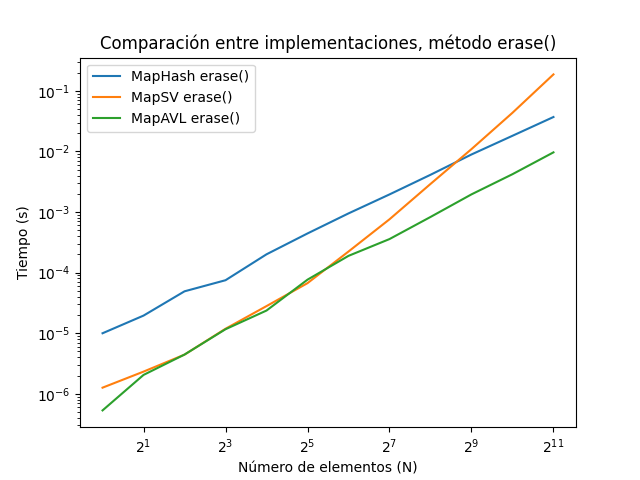 Comparación entre implementaciones, método erase()
MapHash erase()
MapSV erase()
MapAVL erase()
Tiempo (s)
10⁻¹
10⁻²
10⁻³
10⁻⁴
10⁻⁵
10⁻⁶
2¹ 2³ 2⁵ 2⁷ 2⁹ 2¹¹
Número de elementos (N)